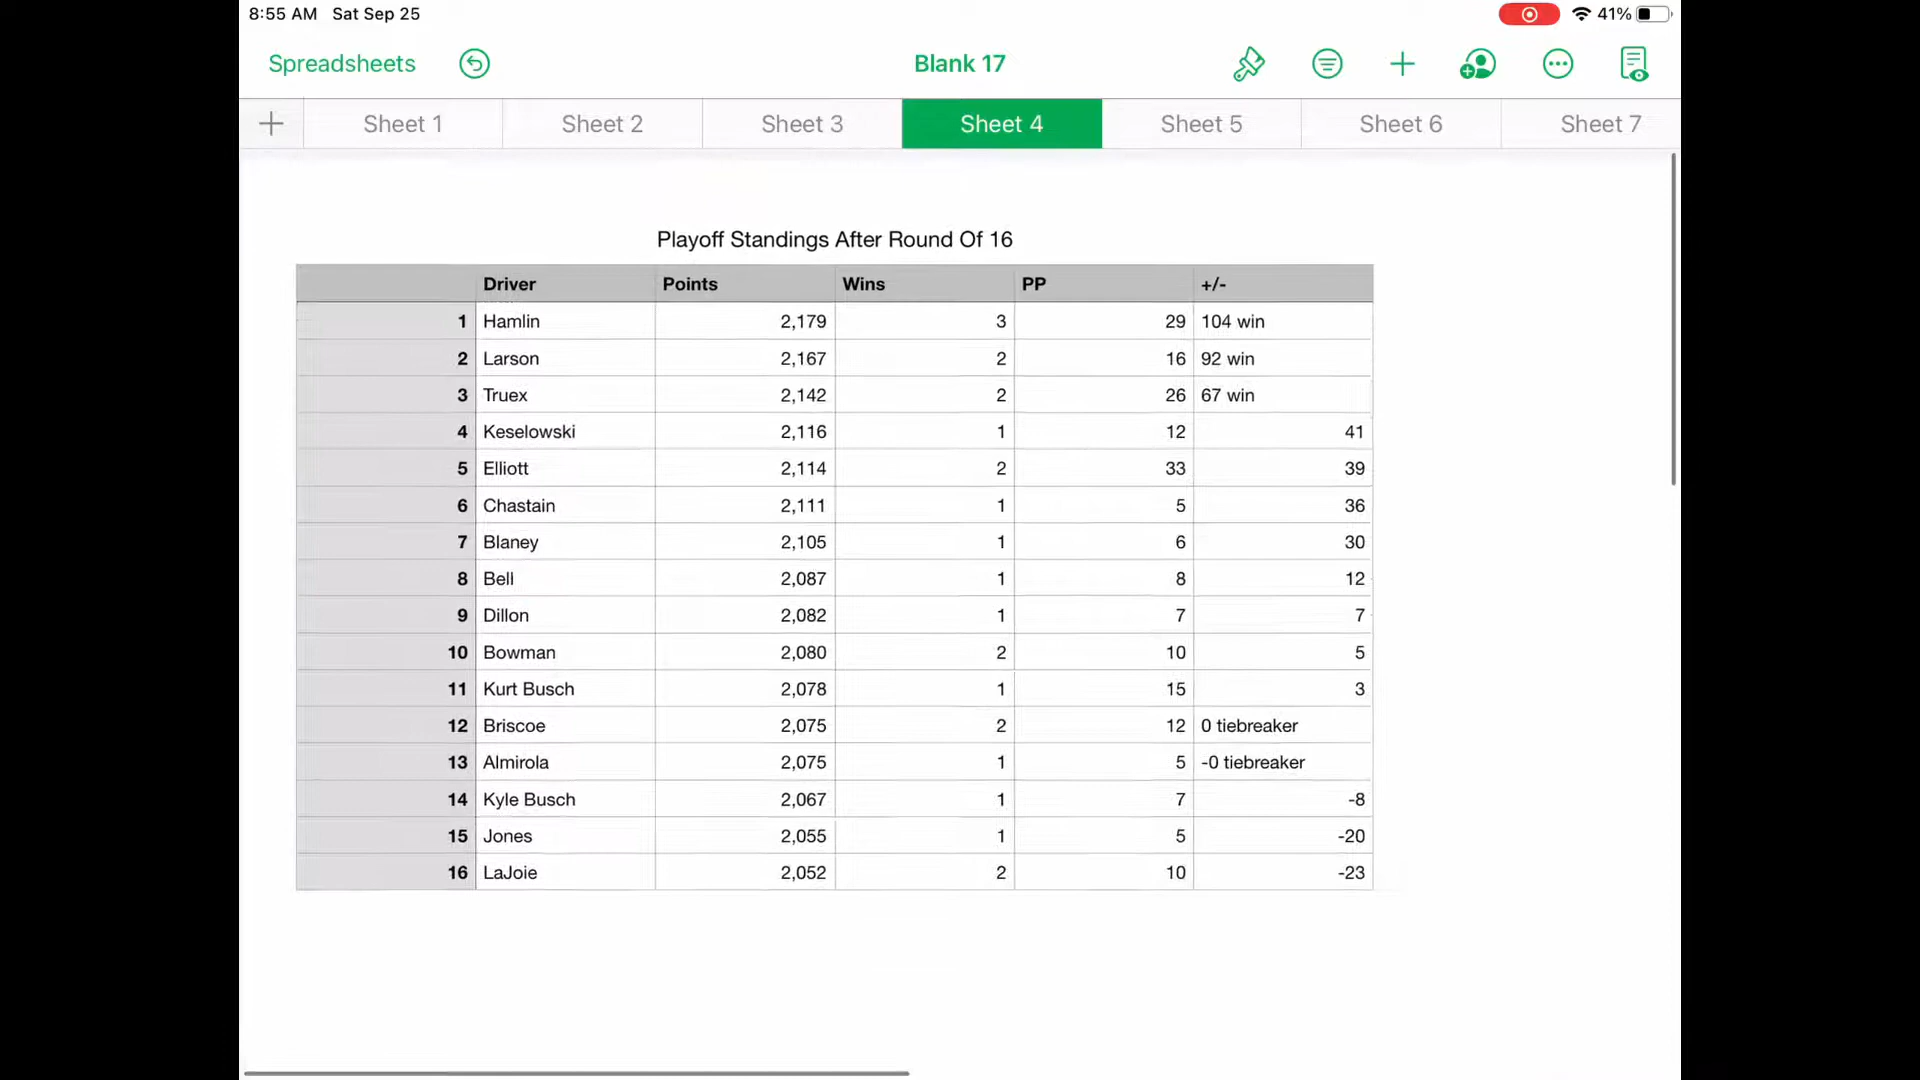 8:55 AM Sat Sep 25 41%
Spreadsheets Blank 17
Sheet 1 Sheet 2 Sheet 3 Sheet 4 Sheet 5 Sheet 6 Sheet 7
Playoff Standings After Round Of 16
Driver Points Wins PP +/-
1 Hamlin 2,179 3 29 104 win
2 Larson 2,167 2 16 92 win
3 Truex 2,142 2 26 67 win
4 Keselowski 2,116 1 12 41
5 Elliott 2,114 2 33 39
6 Chastain 2,111 1 5 36
7 Blaney 2,105 1 6 30
8 Bell 2,087 1 8 12
9 Dillon 2,082 1 7 7
10 Bowman 2,080 2 10 5
11 Kurt Busch 2,078 1 15 3
12 Briscoe 2,075 2 12 0 tiebreaker
13 Almirola 2,075 1 5 -0 tiebreaker
14 Kyle Busch 2,067 1 7 -8
15 Jones 2,055 1 5 -20
16 LaJoie 2,052 2 10 -23